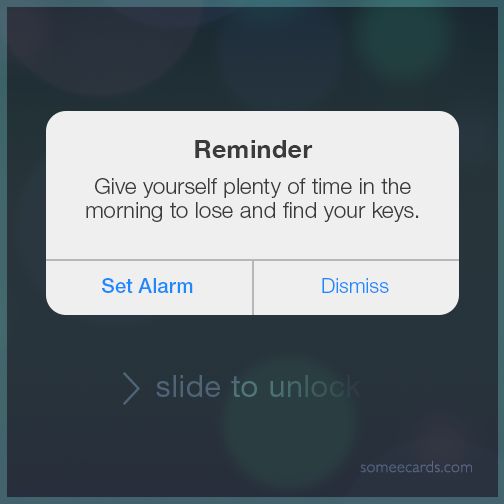 Reminder
Give yourself plenty of time in the
morning to lose and find your keys.
Set Alarm
Dismiss
slide to unlock
someecards.com